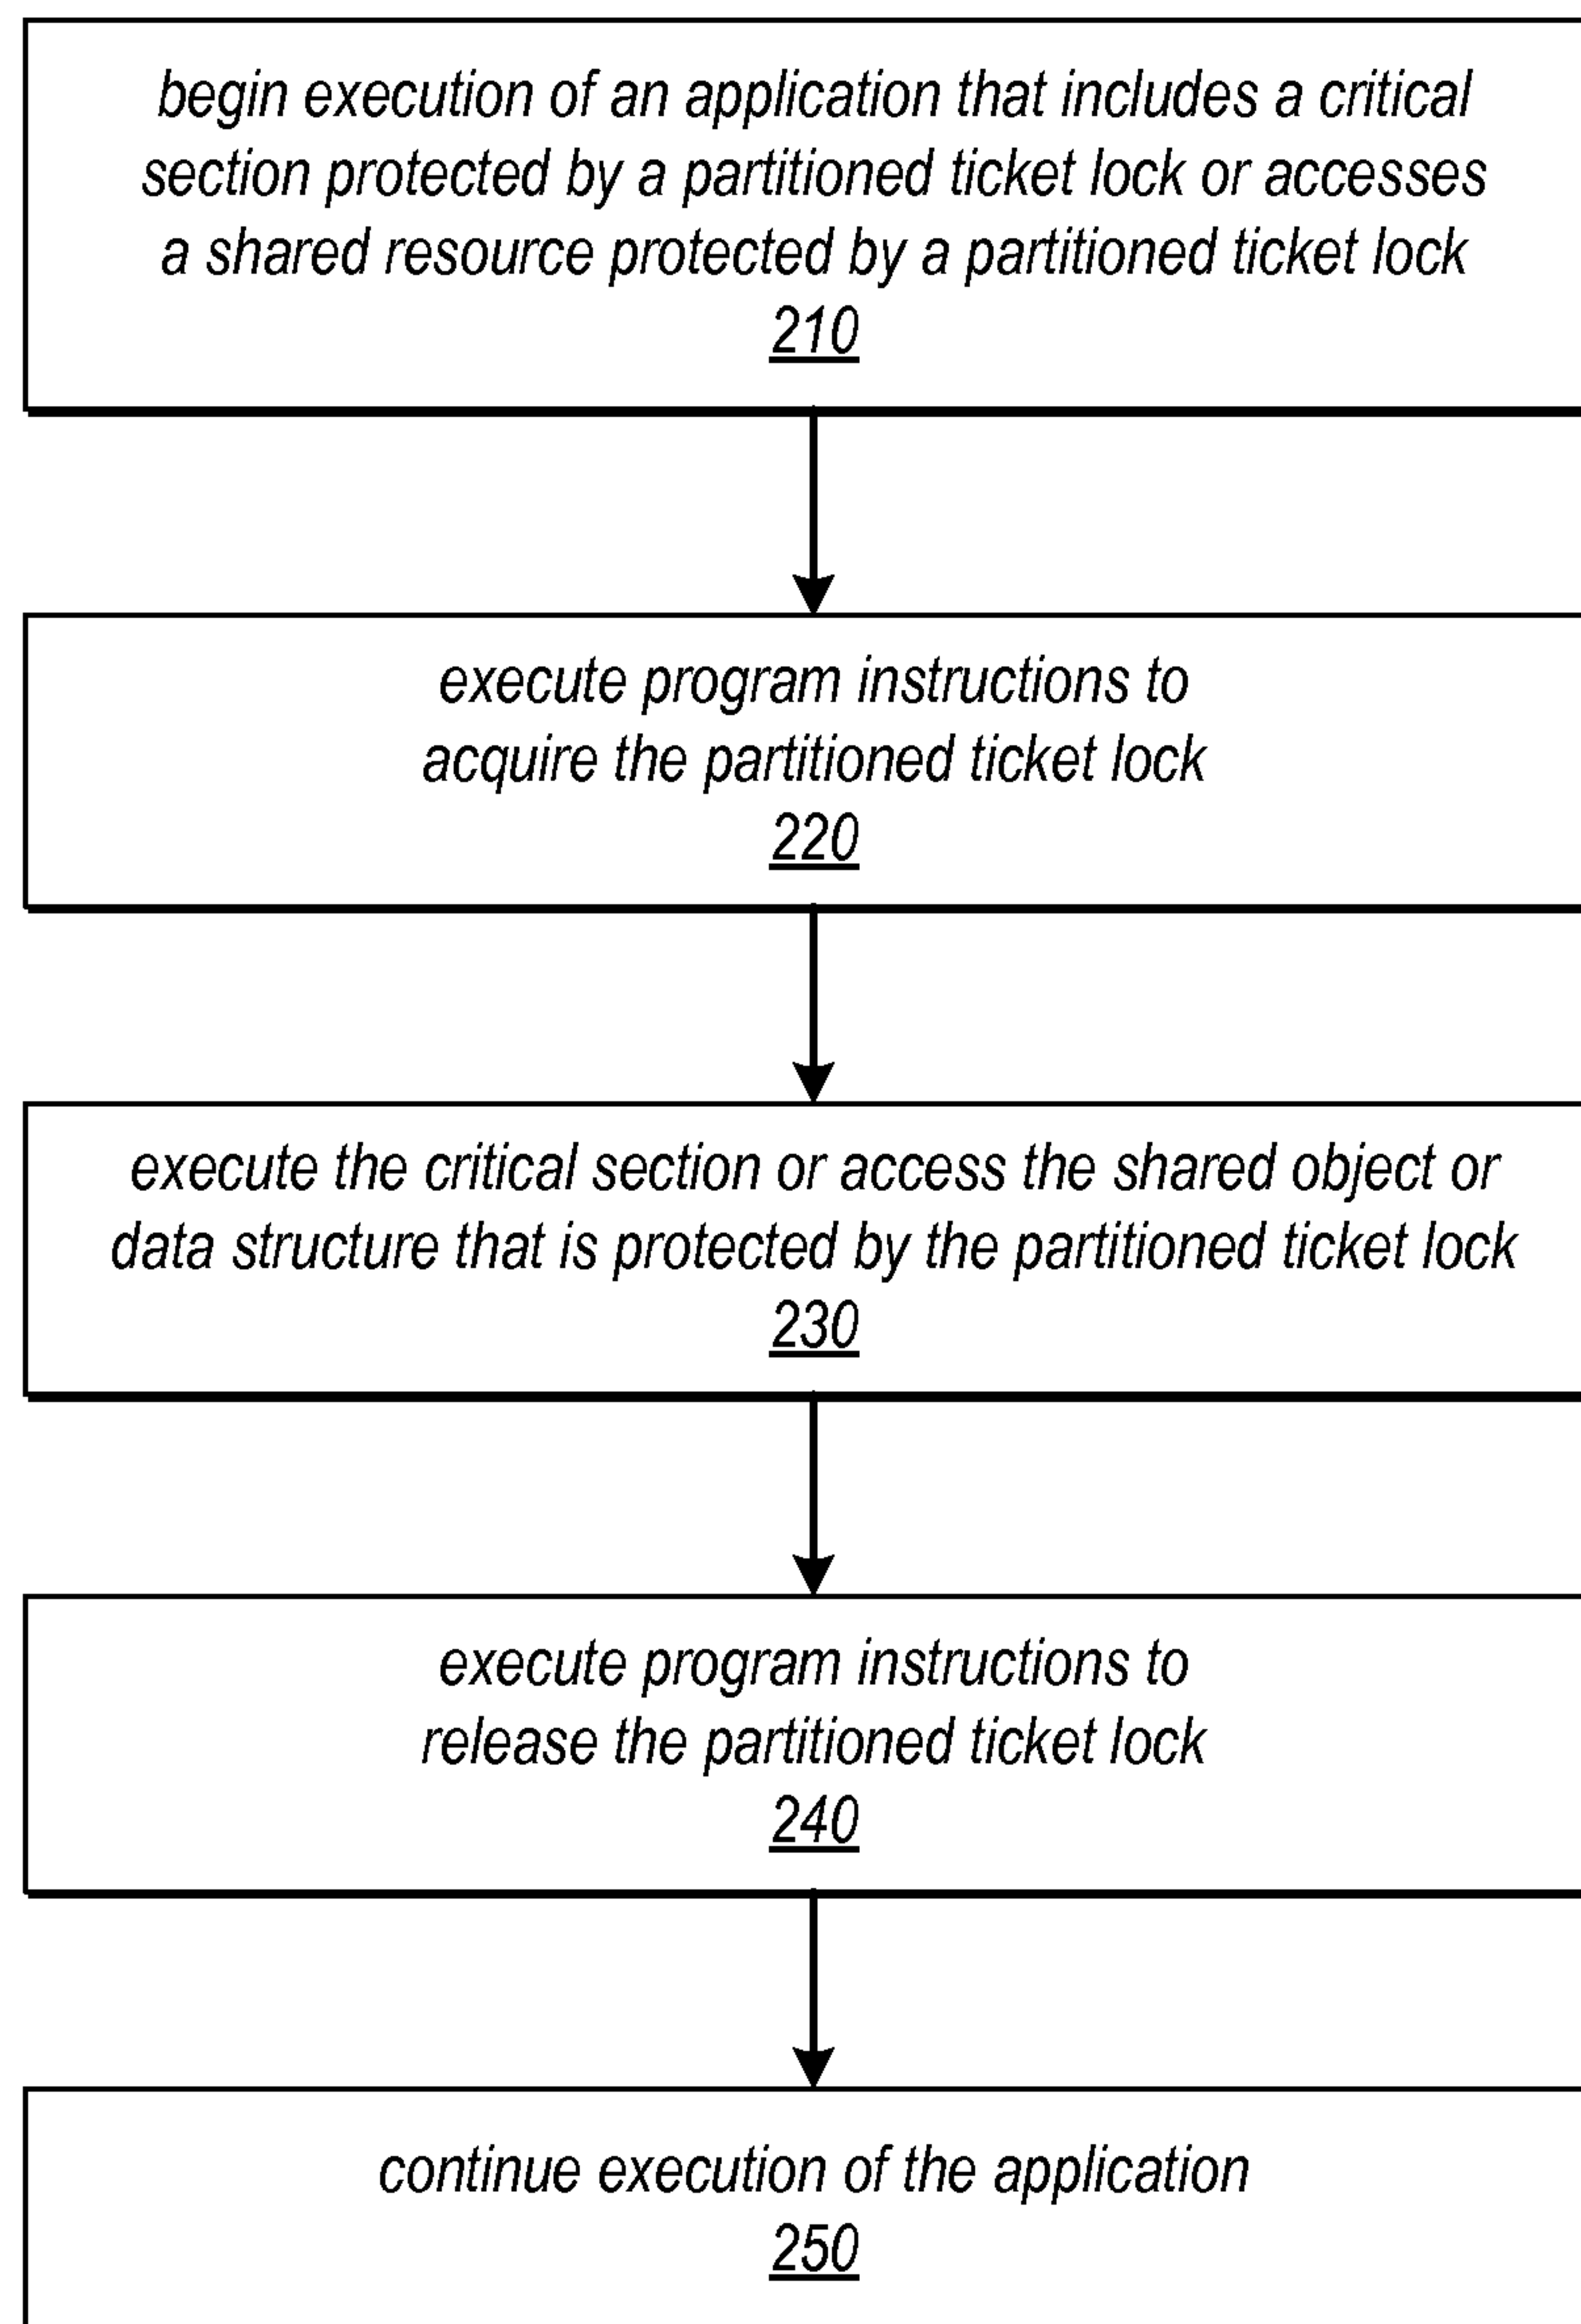 begin execution of an application that includes a critical
section protected by a partitioned ticket lock or accesses
a shared resource protected by a partitioned ticket lock
210
execute program instructions to
acquire the partitioned ticket lock
220
execute the critical section or access the shared object or
data structure that is protected by the partitioned ticket lock
230
execute program instructions to
release the partitioned ticket lock
240
continue execution of the application
250